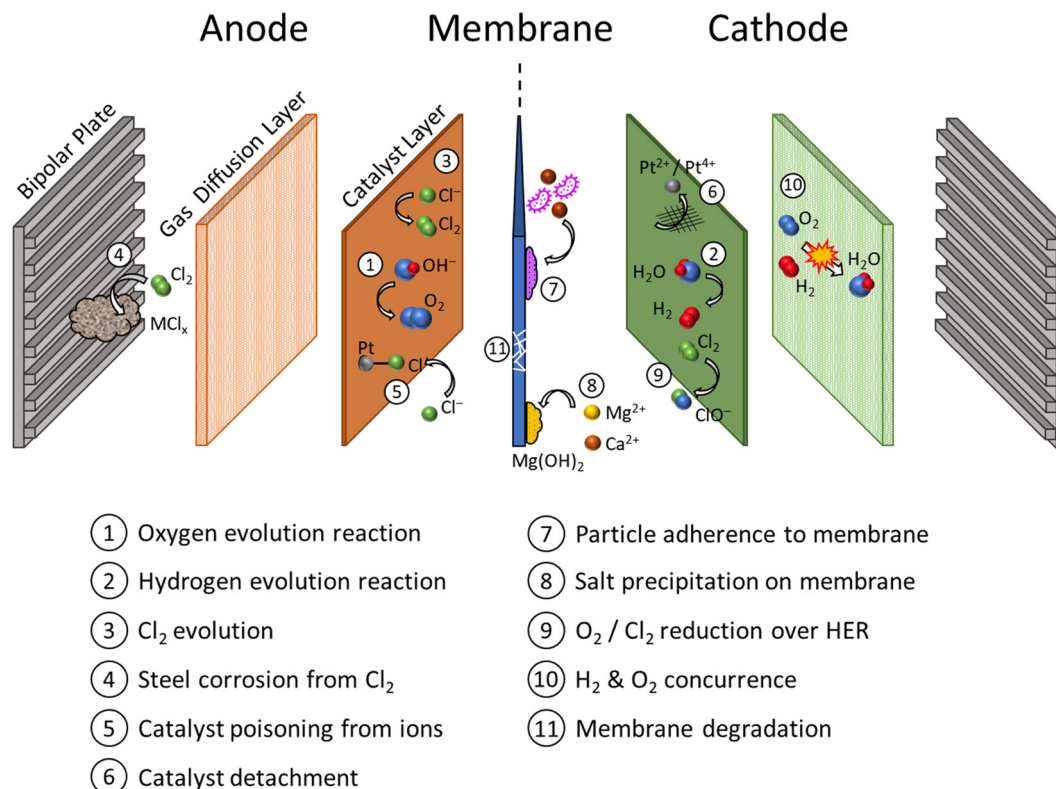 Anode Membrane Cathode
Bipolar Plate
Gas Diffusion Layer
Catalyst Layer
③
Cl⁻
Cl₂
①
OH⁻
O₂
④
Cl₂
MClₓ
Pt
Cl⁻
⑤
Cl⁻
⑦
⑪
⑧
Mg²⁺
Ca²⁺
Mg(OH)₂
Pt²⁺ / Pt⁴⁺
⑥
②
H₂O
H₂
Cl₂
⑨
ClO⁻
⑩
O₂
H₂O
H₂
① Oxygen evolution reaction
② Hydrogen evolution reaction
③ Cl₂ evolution
④ Steel corrosion from Cl₂
⑤ Catalyst poisoning from ions
⑥ Catalyst detachment
⑦ Particle adherence to membrane
⑧ Salt precipitation on membrane
⑨ O₂ / Cl₂ reduction over HER
⑩ H₂ & O₂ concurrence
⑪ Membrane degradation